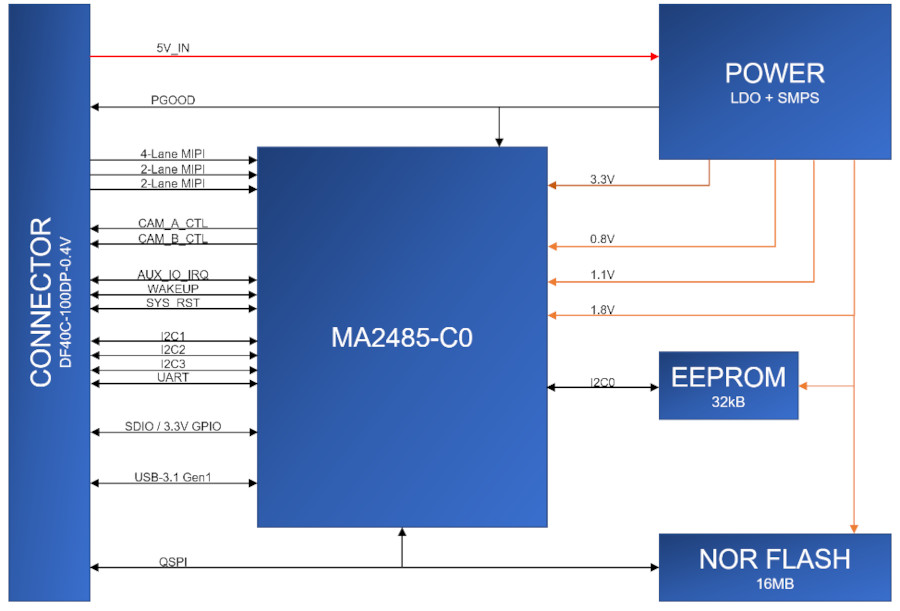 5V_IN
POWER
LDO + SMPS
PGOOD
4-Lane MIPI
2-Lane MIPI
2-Lane MIPI
3.3V
CAM_A_CTL
CAM_B_CTL
0.8V
AUX_IO_IRQ
1.1V
WAKEUP
SYS_RST
1.8V
CONNECTOR
DF40C-100DP-0.4V
MA2485-C0
I2C1
I2C2
I2C3
UART
I2C0
EEPROM
32kB
SDIO / 3.3V GPIO
USB-3.1 Gen1
QSPI
NOR FLASH
16MB